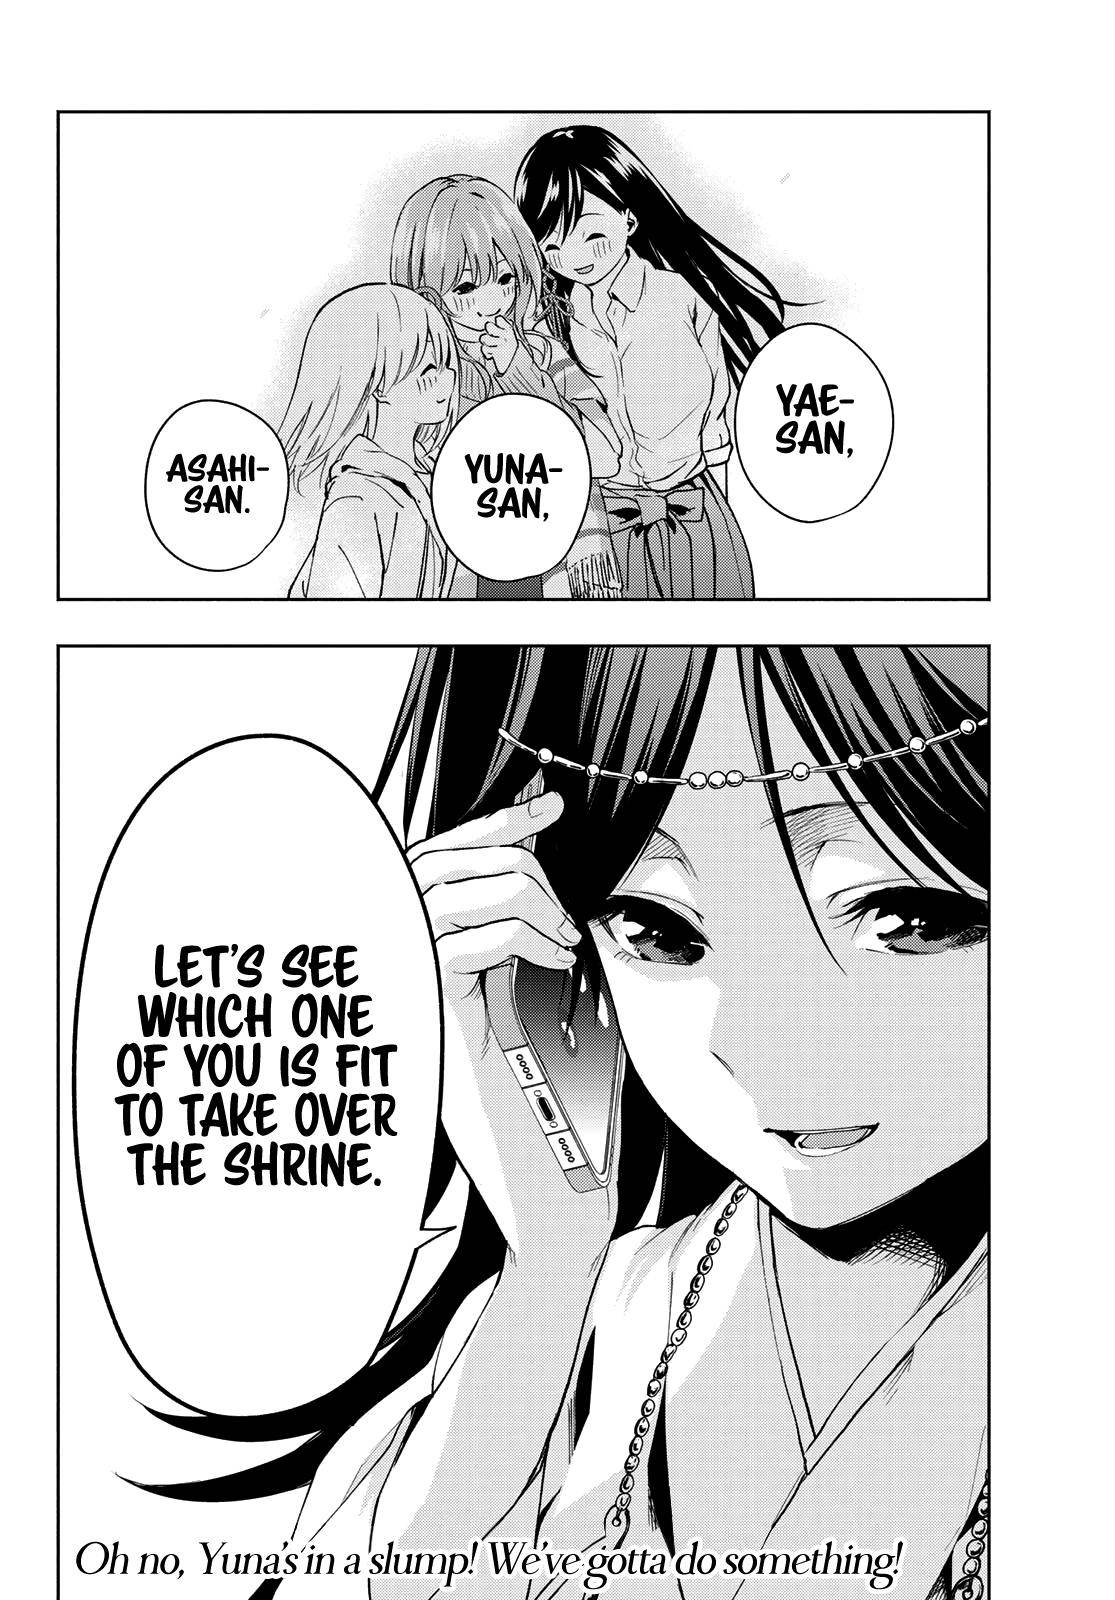 YAE-
SAN,
YUNA-
SAN,
ASAHI-
SAN.
LET'S SEE
WHICH ONE
OF YOU IS FIT
TO TAKE OVER
THE SHRINE.
Oh no, Yuna's in a slump! We've gotta do something!